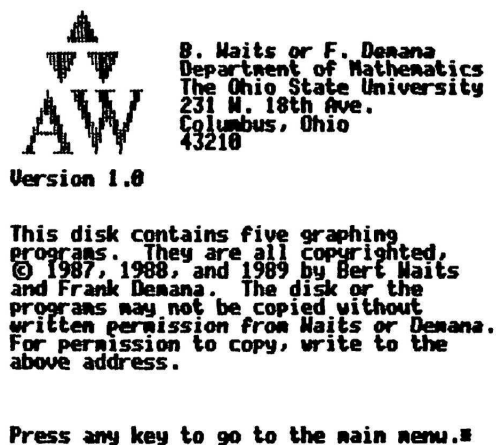 B. Waits or F. Demana
Department of Mathematics
The Ohio State University
231 W. 18th Ave.
Columbus, Ohio
43210
AW
Version 1.0
This disk contains five graphing
programs. They are all copyrighted,
© 1987, 1988, and 1989 by Bert Waits
and Frank Demana. The disk or the
programs may not be copied without
written permission from Waits or Demana.
For permission to copy, write to the
above address.
Press any key to go to the main menu.